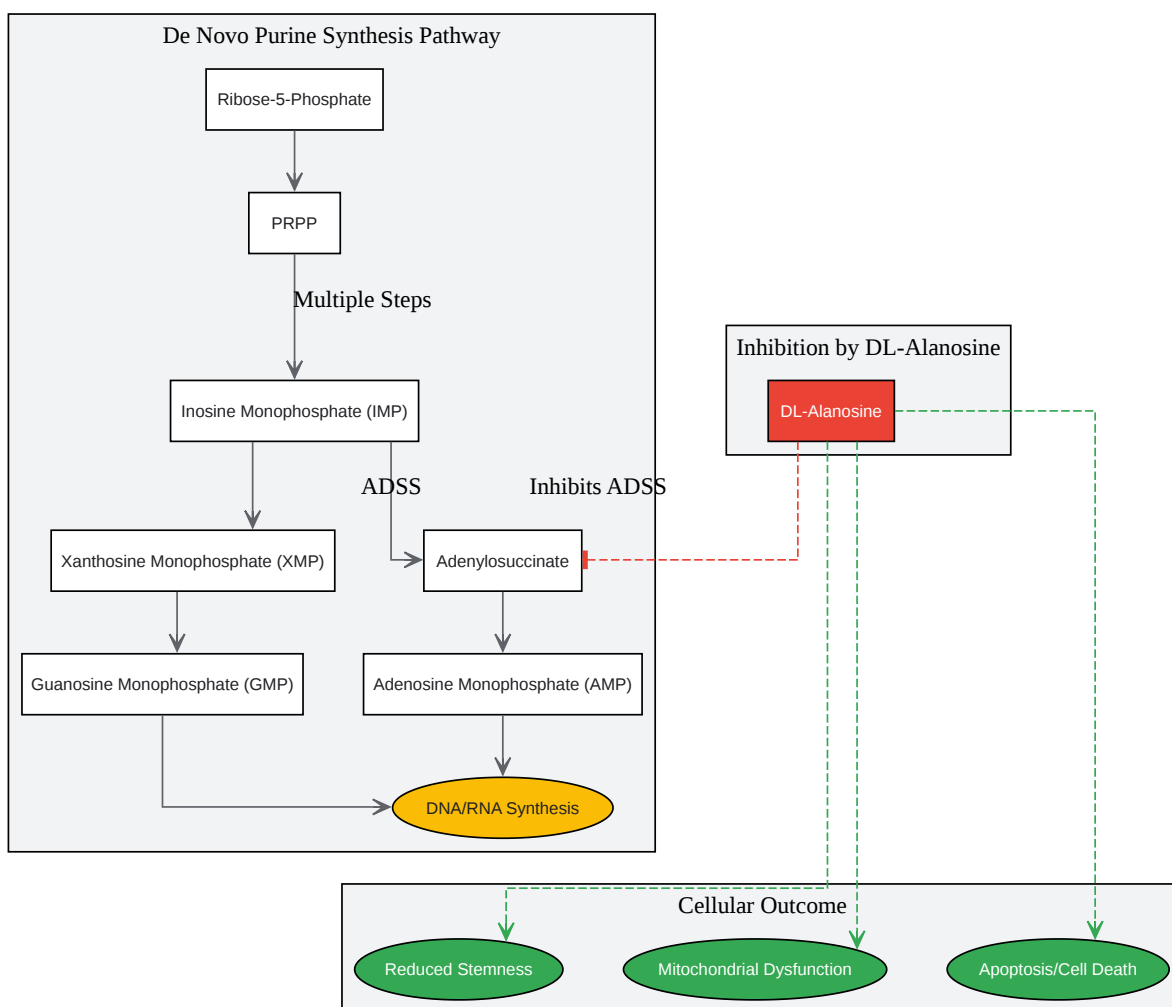 De Novo Purine Synthesis Pathway
Ribose-5-Phosphate
PRPP
Multiple Steps
Inhibition by DL-Alanosine
Inosine Monophosphate (IMP)
DL-Alanosine
ADSS
Inhibits ADSS
Xanthosine Monophosphate (XMP)
Adenylosuccinate
Guanosine Monophosphate (GMP)
Adenosine Monophosphate (AMP)
DNA/RNA Synthesis
Cellular Outcome
Reduced Stemness
Mitochondrial Dysfunction
Apoptosis/Cell Death